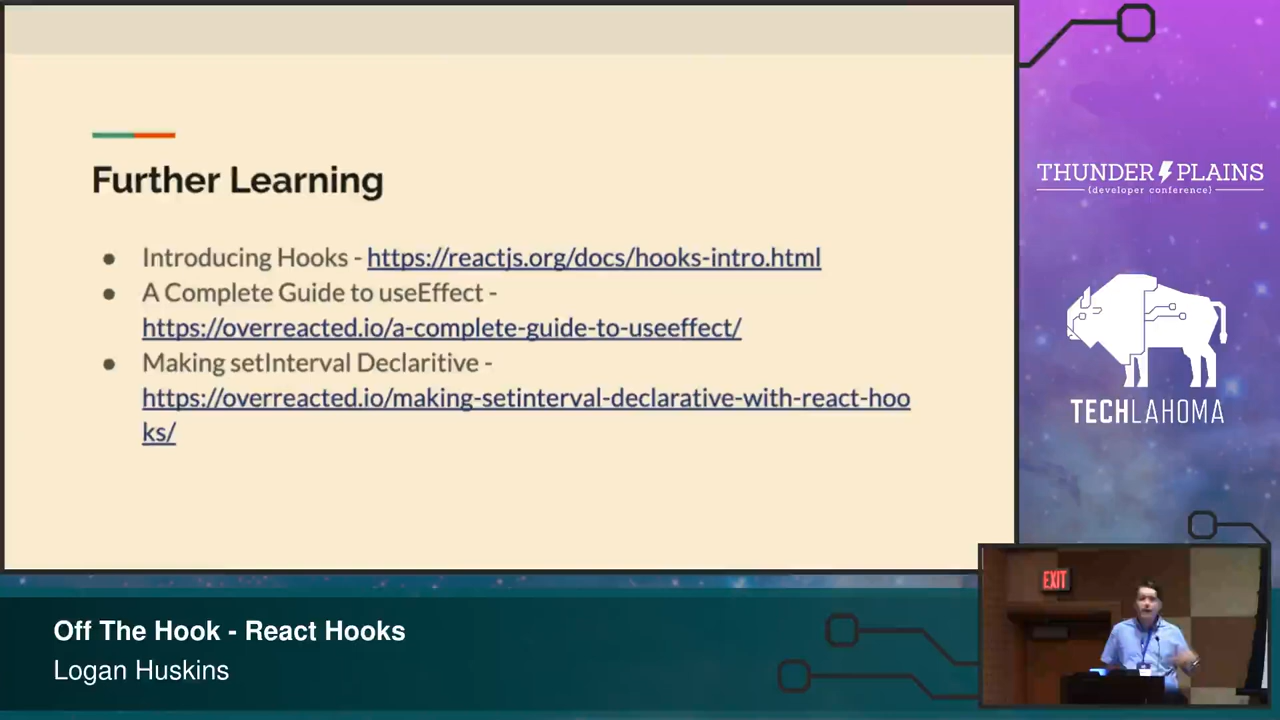 Further Learning
● Introducing Hooks - https://reactjs.org/docs/hooks-intro.html
● A Complete Guide to useEffect -
https://overreacted.io/a-complete-guide-to-useeffect/
● Making setInterval Declaritive -
https://overreacted.io/making-setinterval-declarative-with-react-hoo
ks/
THUNDER PLAINS
{developer conference}
TECHLAHOMA
EXIT
Off The Hook - React Hooks
Logan Huskins